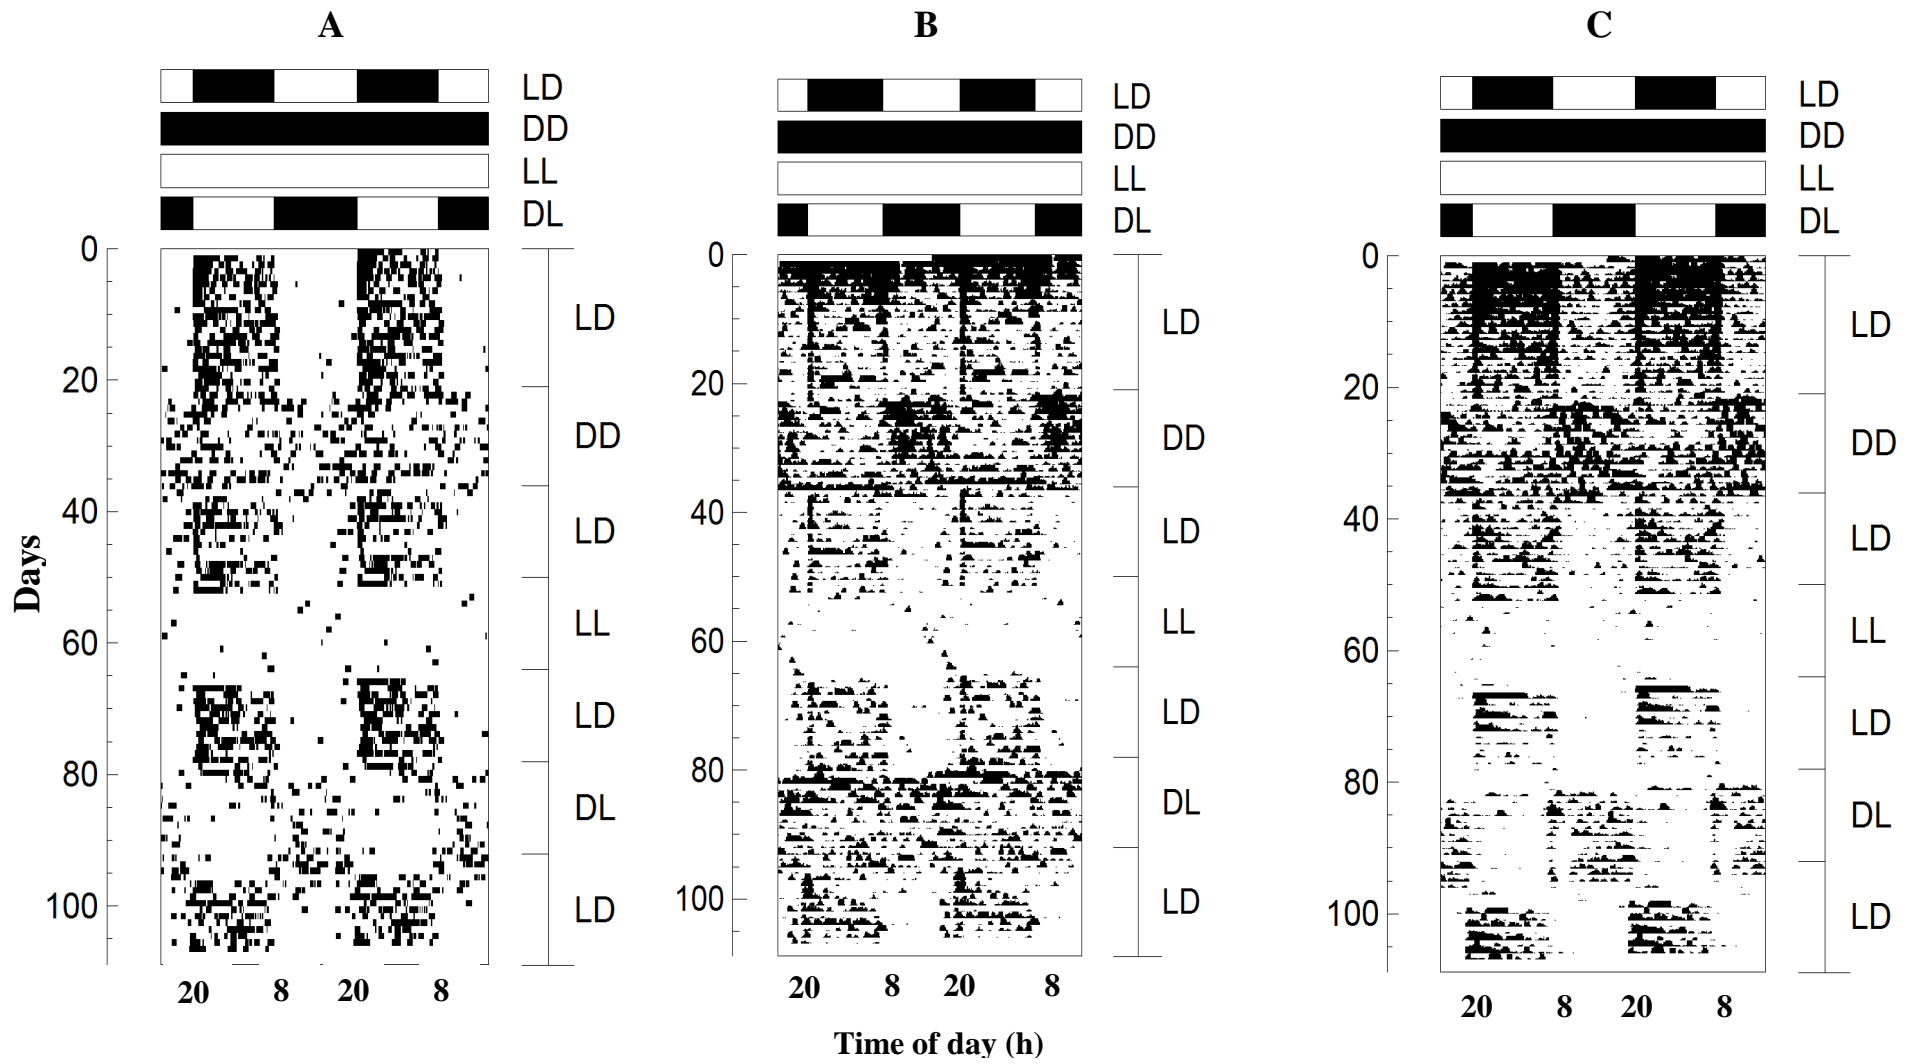 A B C
LD LD LD
DD DD DD
LL LL LL
DL DL DL
0 0 0
LD LD LD
20 20 20
DD DD DD
40 40 40
LD LD LD
Days
LL LL LL
60 60 60
LD LD LD
80 80 80
DL DL DL
100 100 100
LD LD LD
20 8 20 8 20 8 20 8 20 8 20 8
Time of day (h)